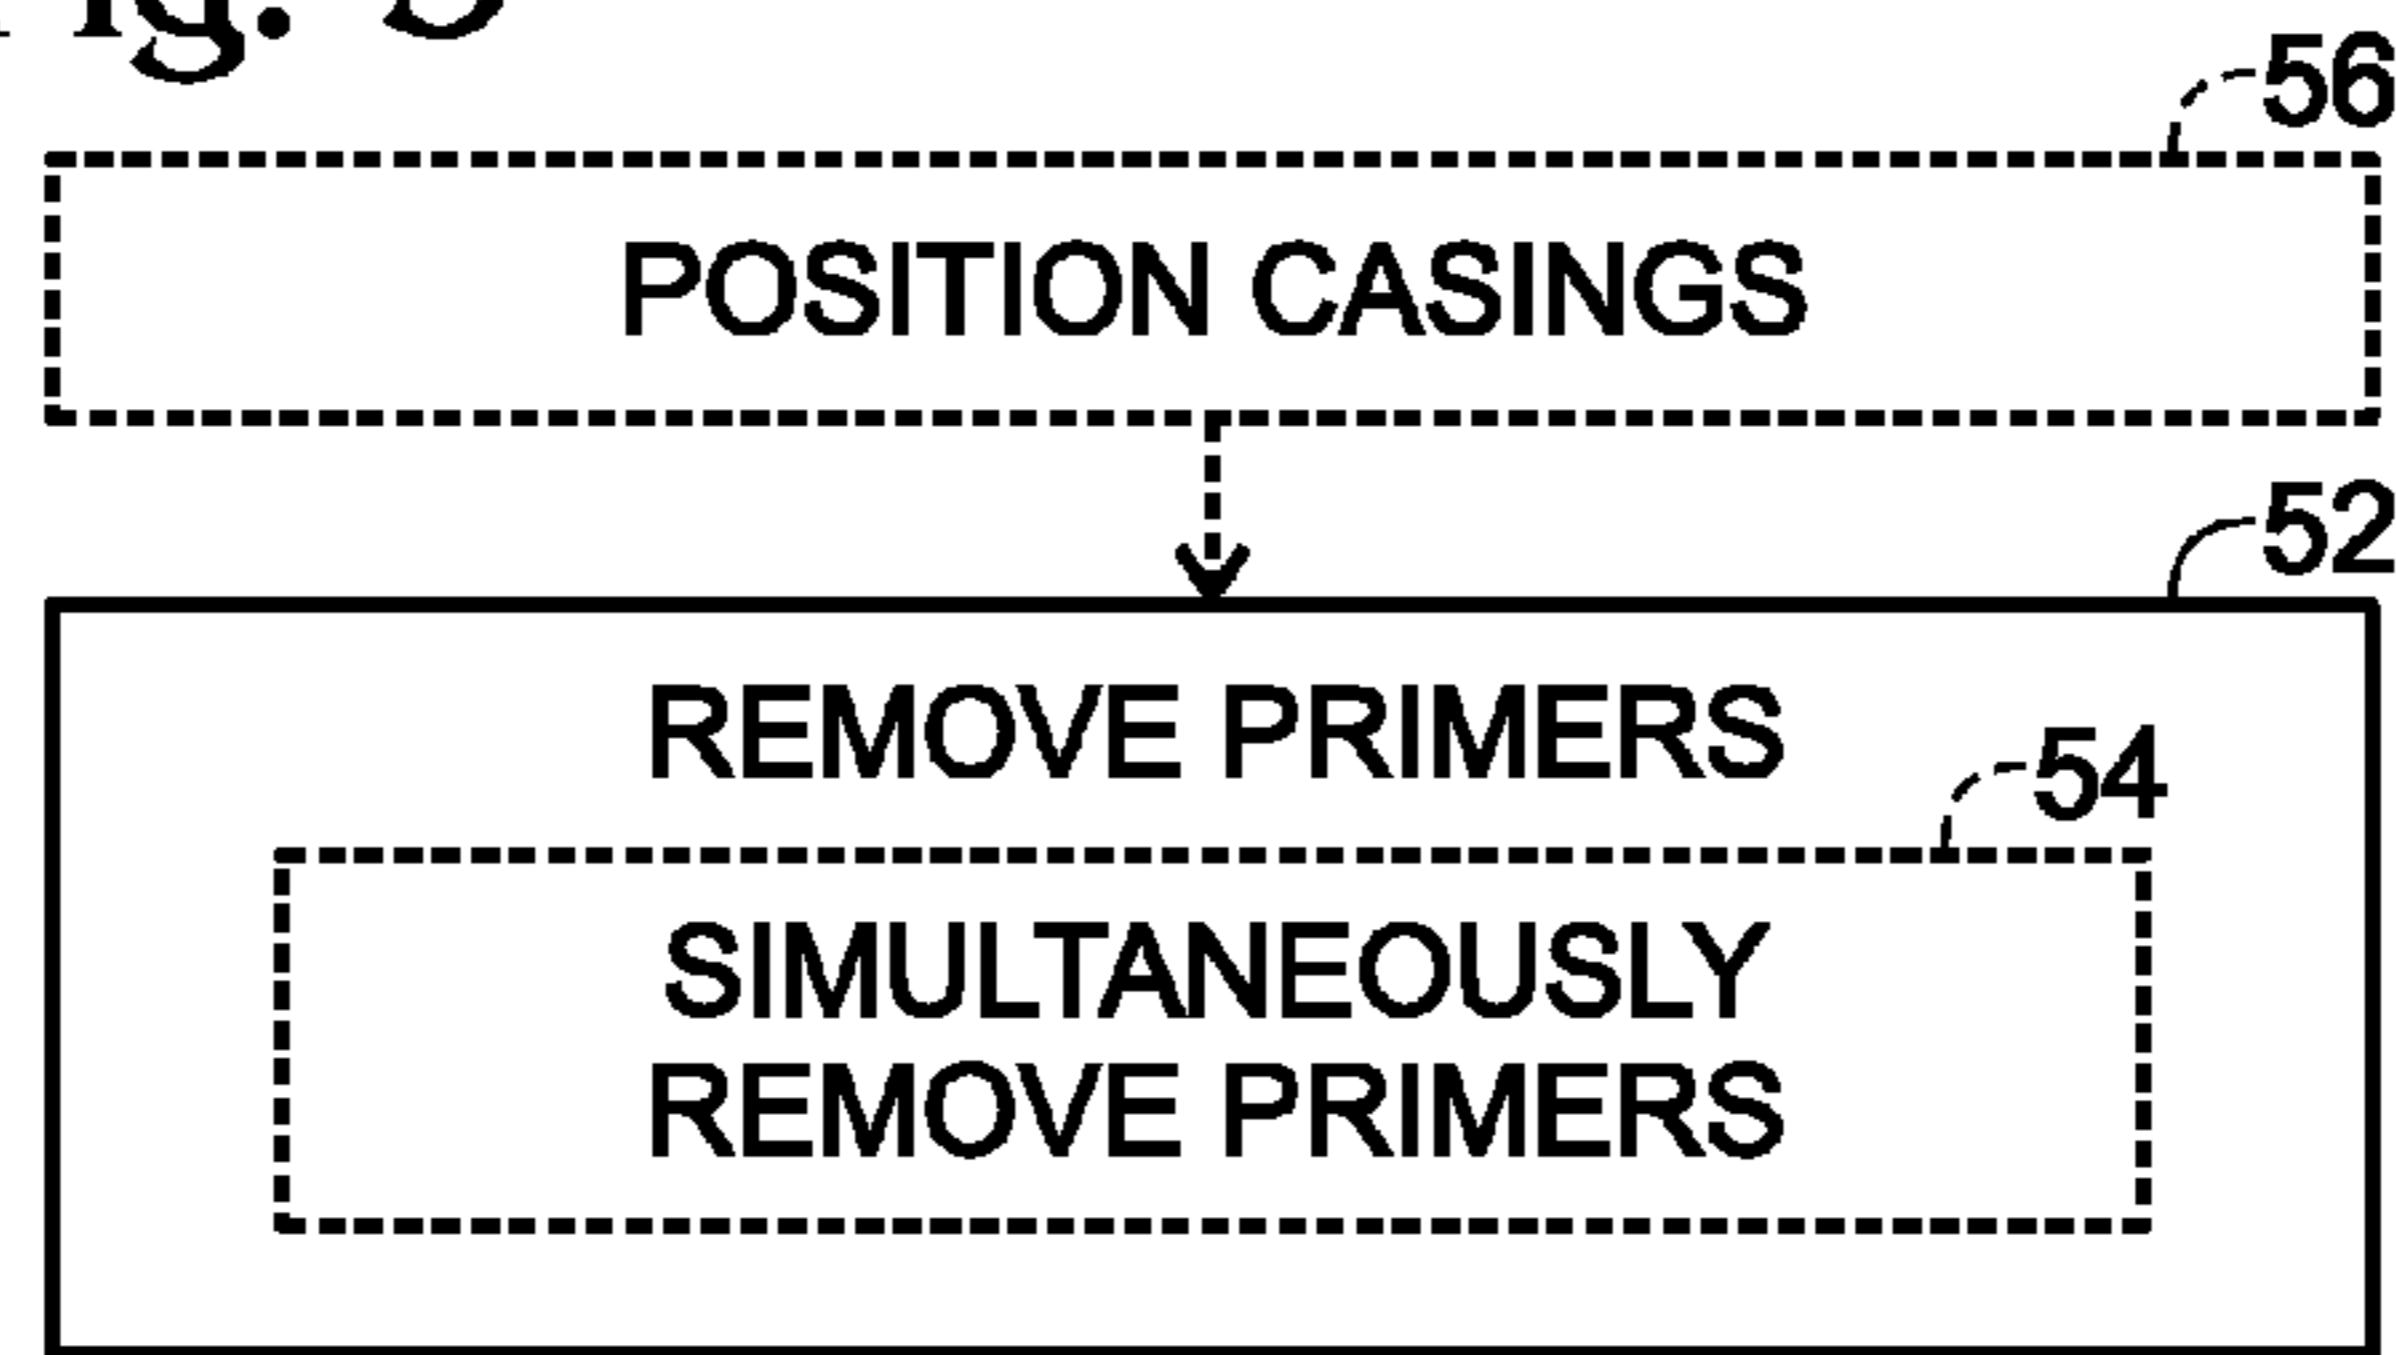 56
POSITION CASINGS
52
REMOVE PRIMERS
54
SIMULTANEOUSLY
REMOVE PRIMERS